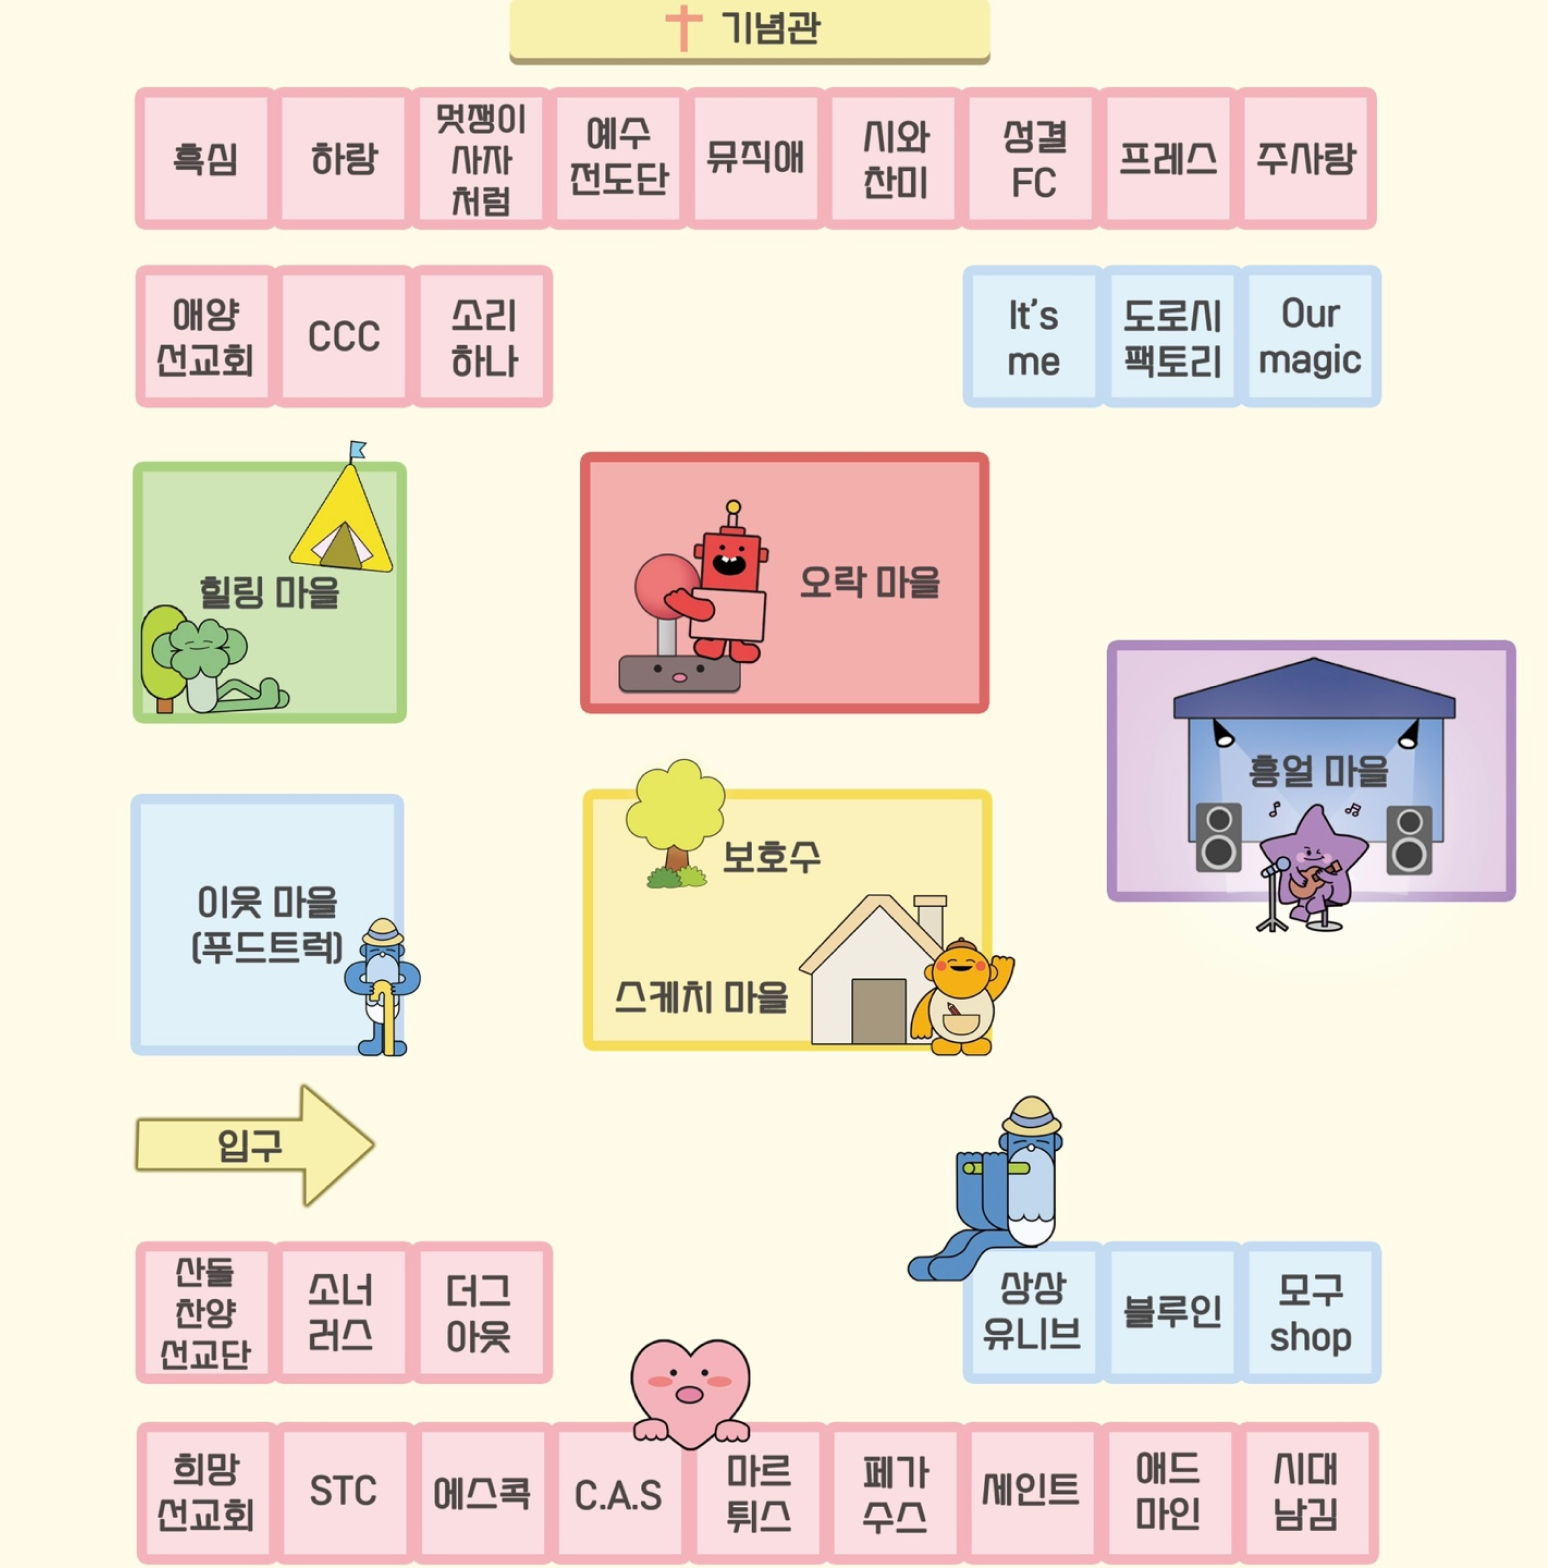 기념관
흑심
하랑
멋쟁이
사자
처럼
예수
전도단
뮤직애
시와
찬미
성결
FC
프레스
주사랑
애양
선교회
CCC
소리
하나
It's
me
도로시
팩토리
Our
magic
힐링 마을
오락 마을
흥얼 마을
보호수
스케치 마을
이웃 마을
(푸드트럭)
입구
산돌
찬양
선교단
소너
러스
더그
아웃
상상
유니브
블루인
모구
shop
희망
선교회
STC
에스콕
C.A.S
마르
튀스
페가
수스
세인트
애드
마인
시대
남김